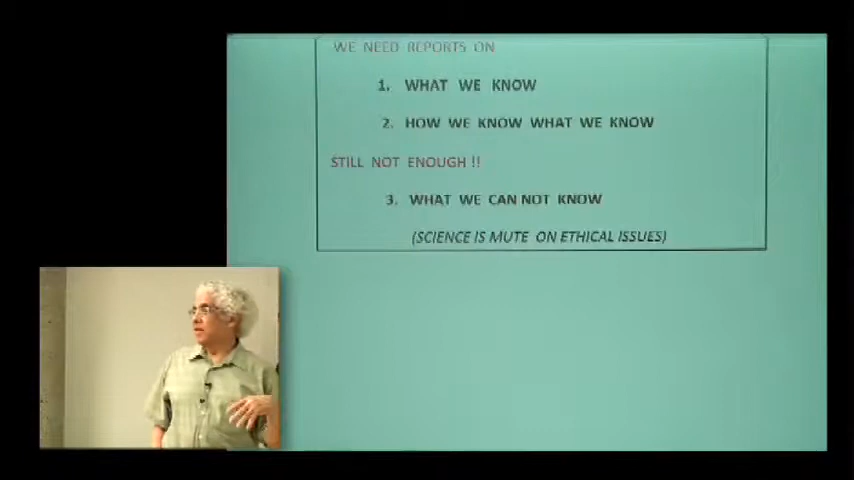 WE NEED REPORTS ON
1. WHAT WE KNOW
2. HOW WE KNOW WHAT WE KNOW
STILL NOT ENOUGH !!
3. WHAT WE CAN NOT KNOW
(SCIENCE IS MUTE ON ETHICAL ISSUES)